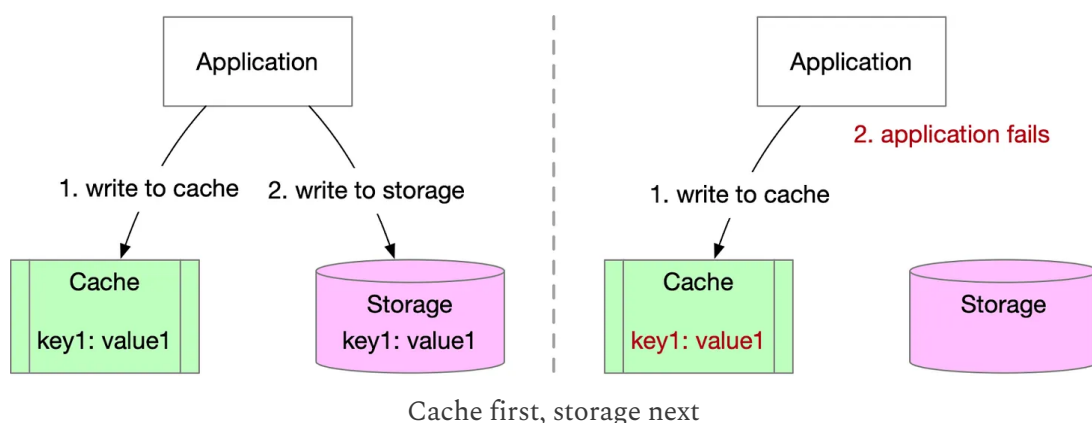 Application
1. write to cache
2. write to storage
Cache
key1: value1
Storage
key1: value1
Application
2. application fails
1. write to cache
Cache
key1: value1
Storage
Cache first, storage next